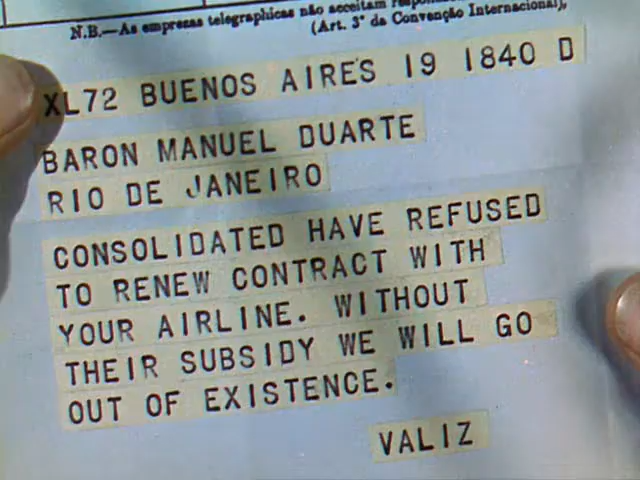 N.B.—As emprezas telegraphicas não acceitam
(Art. 3º da Convenção Internacional),
XL72 BUENOS AIRES 19 1840 D
BARON MANUEL DUARTE
RIO DE JANEIRO
CONSOLIDATED HAVE REFUSED
TO RENEW CONTRACT WITH
YOUR AIRLINE. WITHOUT
THEIR SUBSIDY WE WILL GO
OUT OF EXISTENCE.
VALIZ